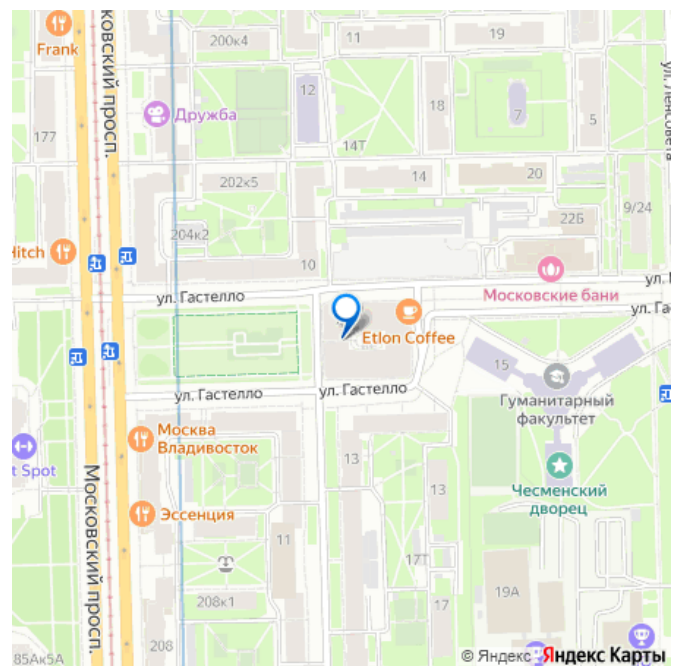 200к4
11
19
Frank
ковский просп.
12
Дружба
18
7
5
ул. Ленсовета
177
14Т
202к5
14
20
9/24
22Б
204к2
Hitch
10
ул. Гастелло
Московские бани
ул. Га
Etlon Coffee
15
Гуманитарный
факультет
ул. Гастелло
ул. Гастелло
Москва
Владивосток
t Spot
13
13
Чесменский
дворец
Московский просп.
Эссенция
11
17Т
19А
208к1
17
208
85Ак5А
© Яндекс
Яндекс Карты